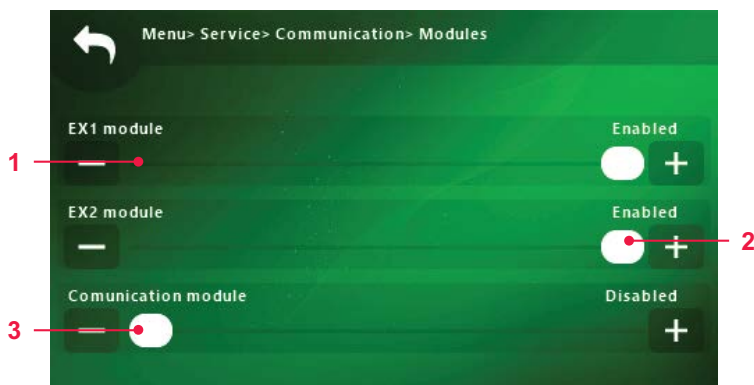 Menu> Service> Communication> Modules
EX1 module Enabled
1
EX2 module Enabled
2
Comunication module Disabled
3